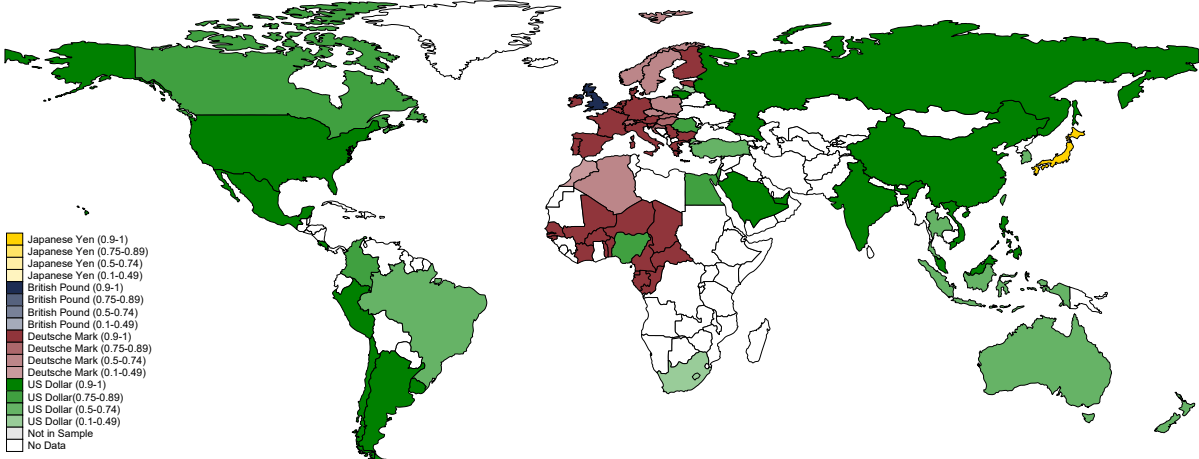 Japanese Yen (0.9-1)
Japanese Yen (0.75-0.89)
Japanese Yen (0.5-0.74)
Japanese Yen (0.1-0.49)
British Pound (0.9-1)
British Pound (0.75-0.89)
British Pound (0.5-0.74)
British Pound (0.1-0.49)
Deutsche Mark (0.9-1)
Deutsche Mark (0.75-0.89)
Deutsche Mark (0.5-0.74)
Deutsche Mark (0.1-0.49)
US Dollar (0.9-1)
US Dollar(0.75-0.89)
US Dollar (0.5-0.74)
US Dollar (0.1-0.49)
Not in Sample
No Data